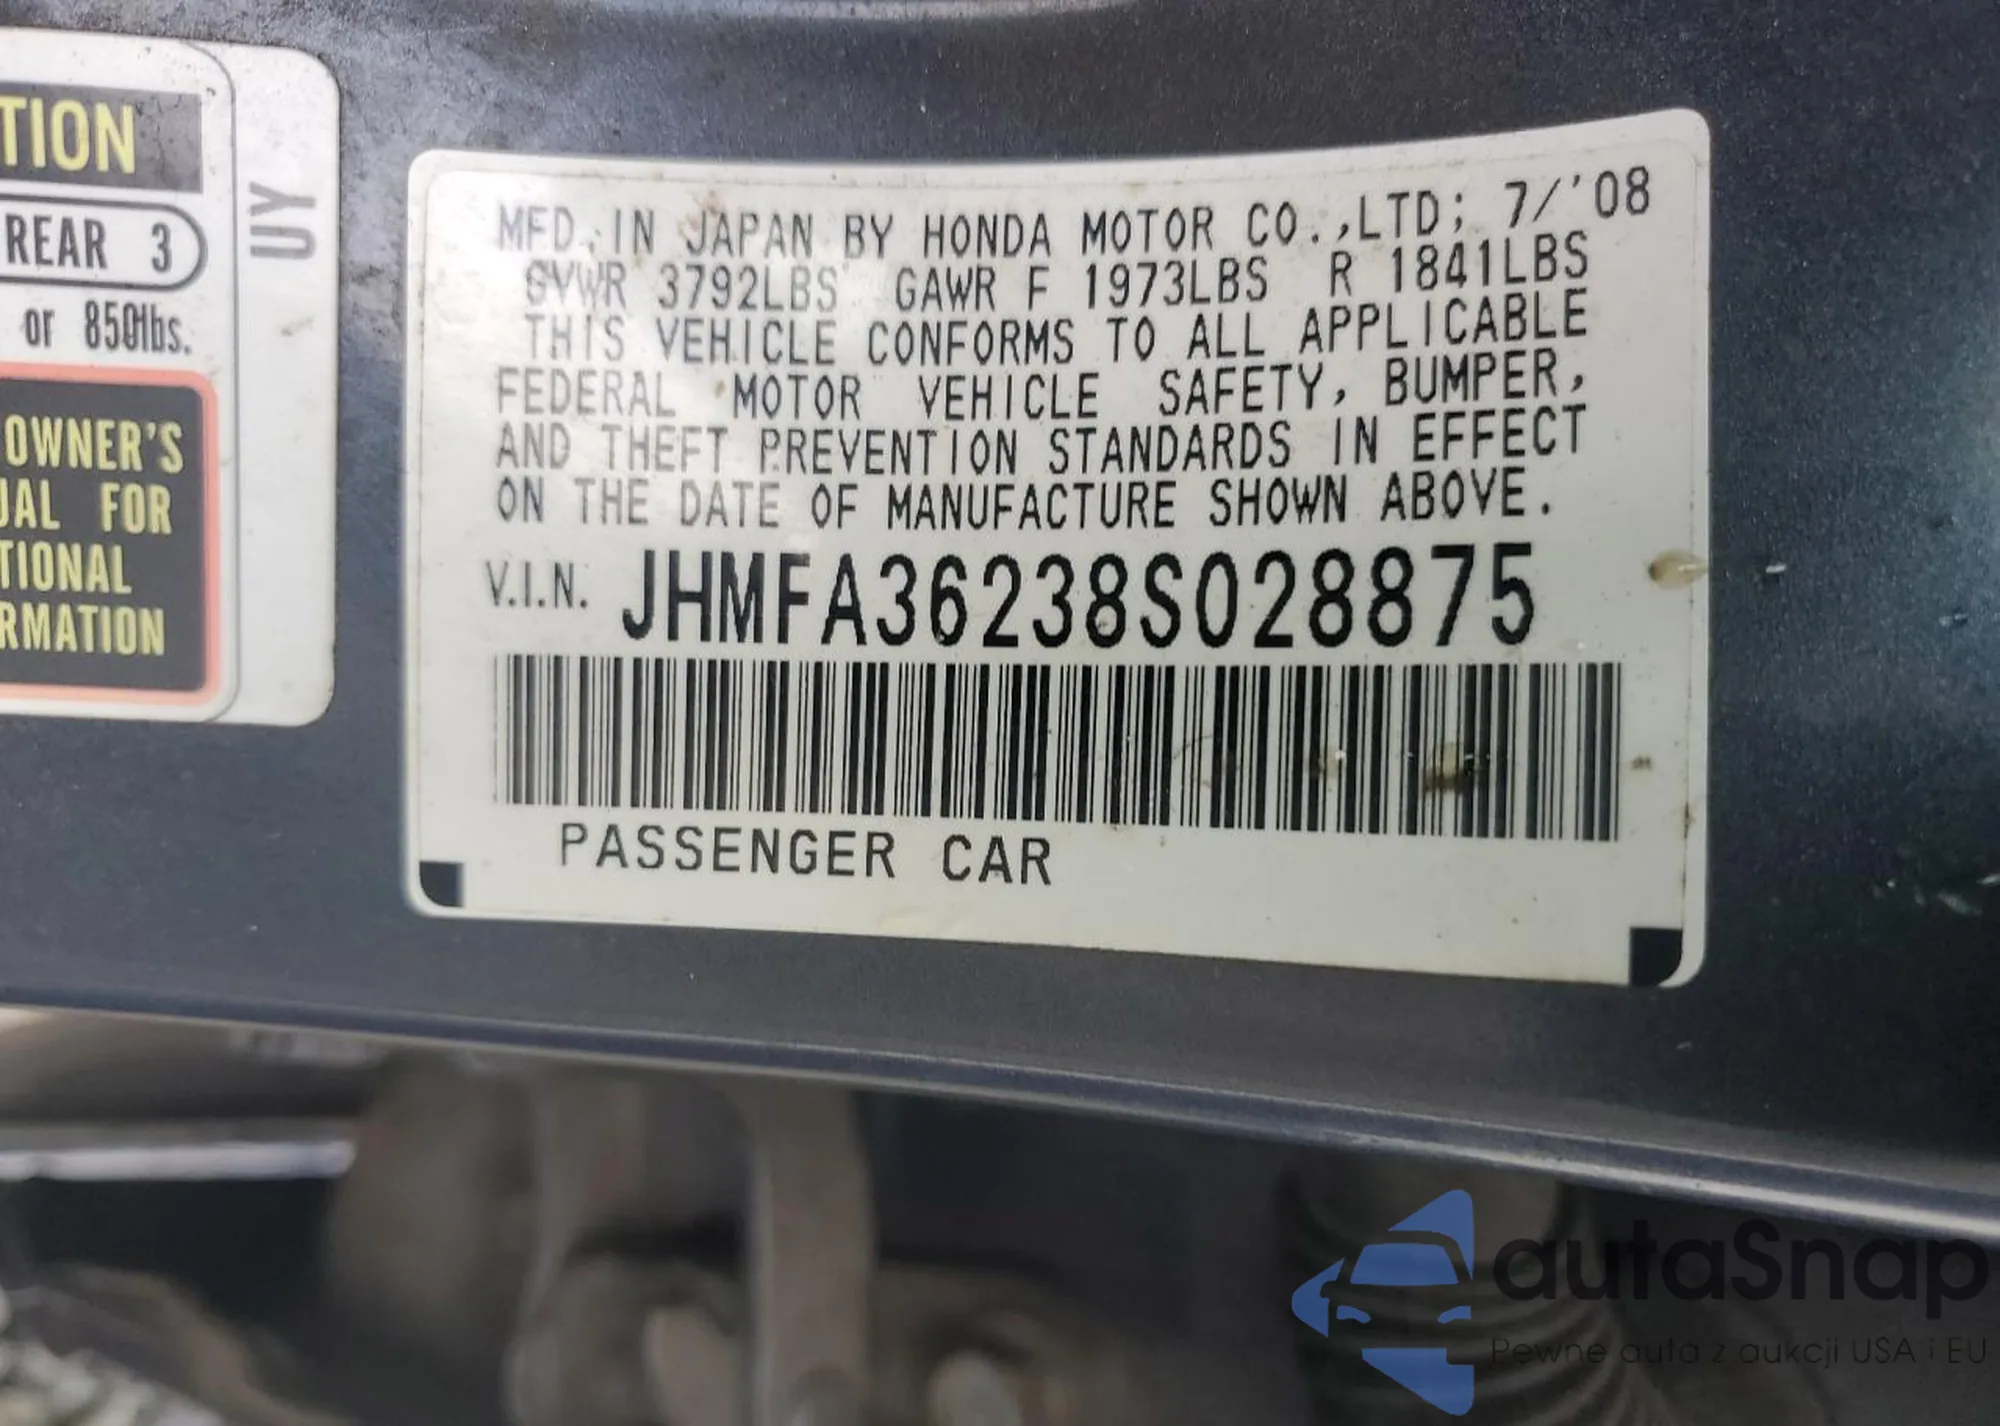 TION
REAR 3
or 850lbs.
OWNER'S
UAL FOR
TIONAL
RMATION
UY
MFD. IN JAPAN BY HONDA MOTOR CO.,LTD; 7/'08
GVWR 3792LBS GAWR F 1973LBS R 1841LBS
THIS VEHICLE CONFORMS TO ALL APPLICABLE
FEDERAL MOTOR VEHICLE SAFETY, BUMPER,
AND THEFT PREVENTION STANDARDS IN EFFECT
ON THE DATE OF MANUFACTURE SHOWN ABOVE.
V.I.N. JHMFA36238S028875
PASSENGER CAR
autaSnap
Pewne auta z aukcji USA i EU